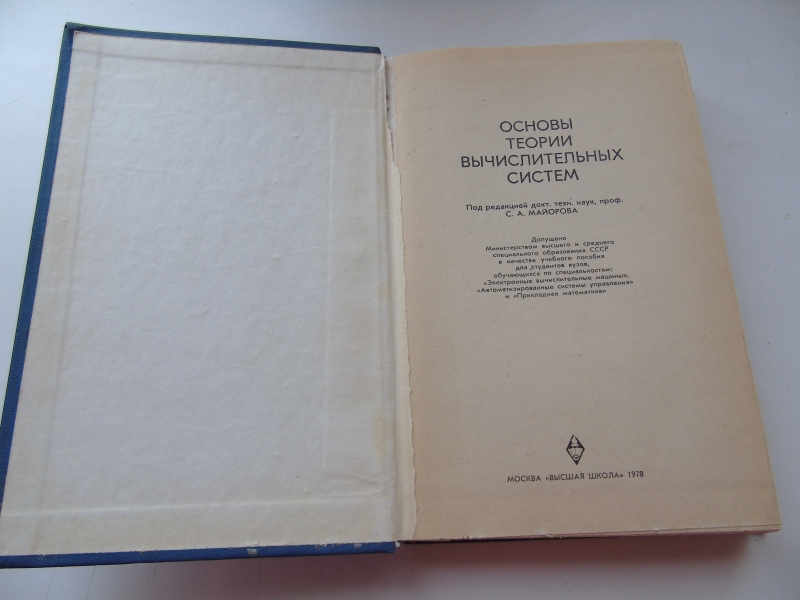 ОСНОВЫ
ТЕОРИИ
ВЫЧИСЛИТЕЛЬНЫХ
СИСТЕМ
Под редакцией докт. техн. наук, проф.
С. А. МАЙОРОВА
Допущено
Министерством высшего и среднего
специального образования СССР
в качестве учебного пособия
для студентов вузов,
обучающихся по специальностям:
«Электронные вычислительные машины»,
«Автоматизированные системы управления»
и «Прикладная математика»
МОСКВА «ВЫСШАЯ ШКОЛА» 1978